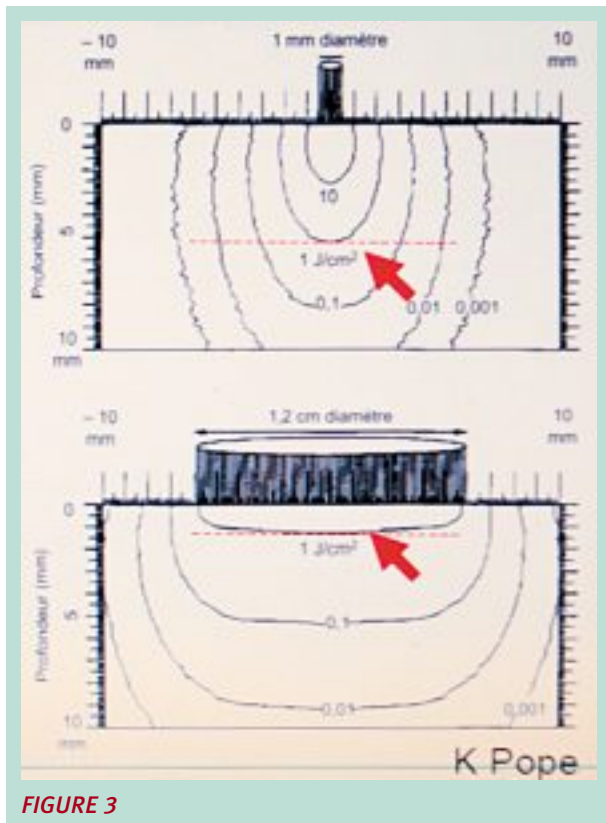 – 10 mm
1 mm diamètre
10 mm
0
Profondeur (mm)
5
10 mm
10
1 J/cm²
0,1
0,01
0,001
– 10 mm
1,2 cm diamètre
10 mm
0
Profondeur (mm)
5
10 mm
1 J/cm²
0,1
0,01
0,001
K Pope
FIGURE 3